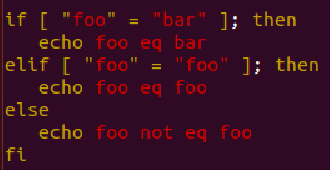 if [ "foo" = "bar" ]; then
   echo foo eq bar
elif [ "foo" = "foo" ]; then
   echo foo eq foo
else
   echo foo not eq foo
fi